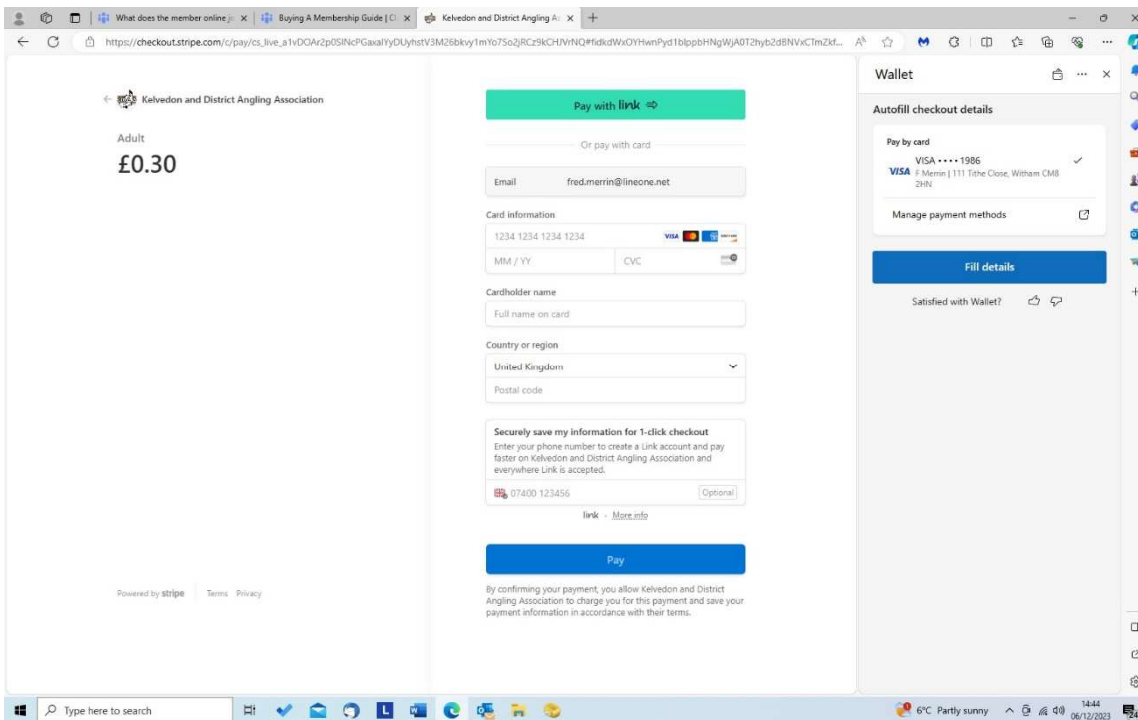 What does the member online jo
Buying A Membership Guide | Cl
Kelvedon and District Angling As
Kelvedon and District Angling Association
Adult
£0.30
Pay with link
Or pay with card
Email fred.merrin@lineone.net
Card information
1234 1234 1234 1234 VISA
MM / YY CVC
Cardholder name
Full name on card
Country or region
United Kingdom
Postal code
Securely save my information for 1-click checkout
Enter your phone number to create a Link account and pay
faster on Kelvedon and District Angling Association and
everywhere Link is accepted.
07400 123456 Optional
link · More info
Pay
By confirming your payment, you allow Kelvedon and District
Angling Association to charge you for this payment and save your
payment information in accordance with their terms.
Powered by stripe Terms Privacy
Wallet
Autofill checkout details
Pay by card
VISA •••• 1986
VISA F Merrin | 111 Tithe Close, Witham CM8
2HN
Manage payment methods
Fill details
Satisfied with Wallet?
Type here to search
6°C Partly sunny
14:44
06/12/2023